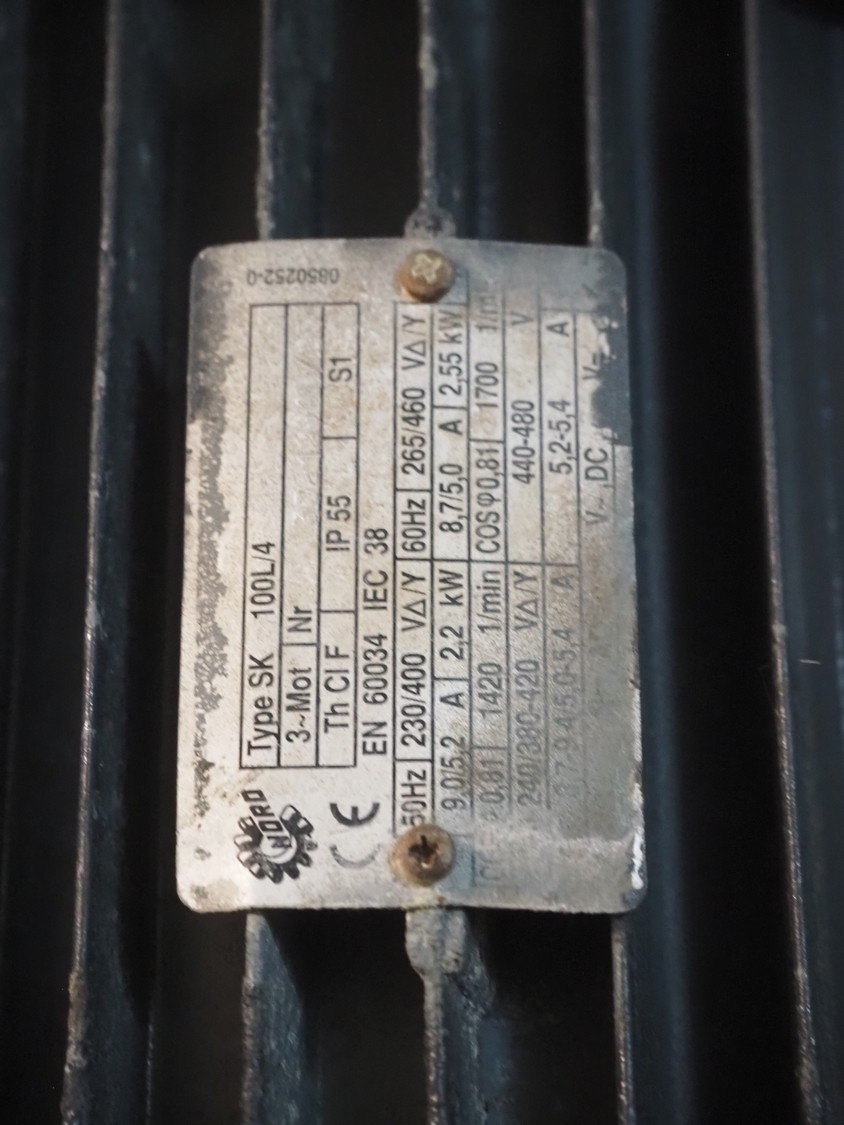 NORD
Type SK 100L/4
3~Mot Nr
Th Cl F IP 55 S1
CE
EN 60034 IEC 38
50Hz 230/400 VΔ/Y 60Hz 265/460 VΔ/Y
9,0/5,2 A 2,2 kW 8,7/5,0 A 2,55 kW
0,81 1420 1/min COS φ 0,81 1700
240/380-420 VΔ/Y 440-480 V
A 5,2-5,4 A
V~ DC V=
0850252-0